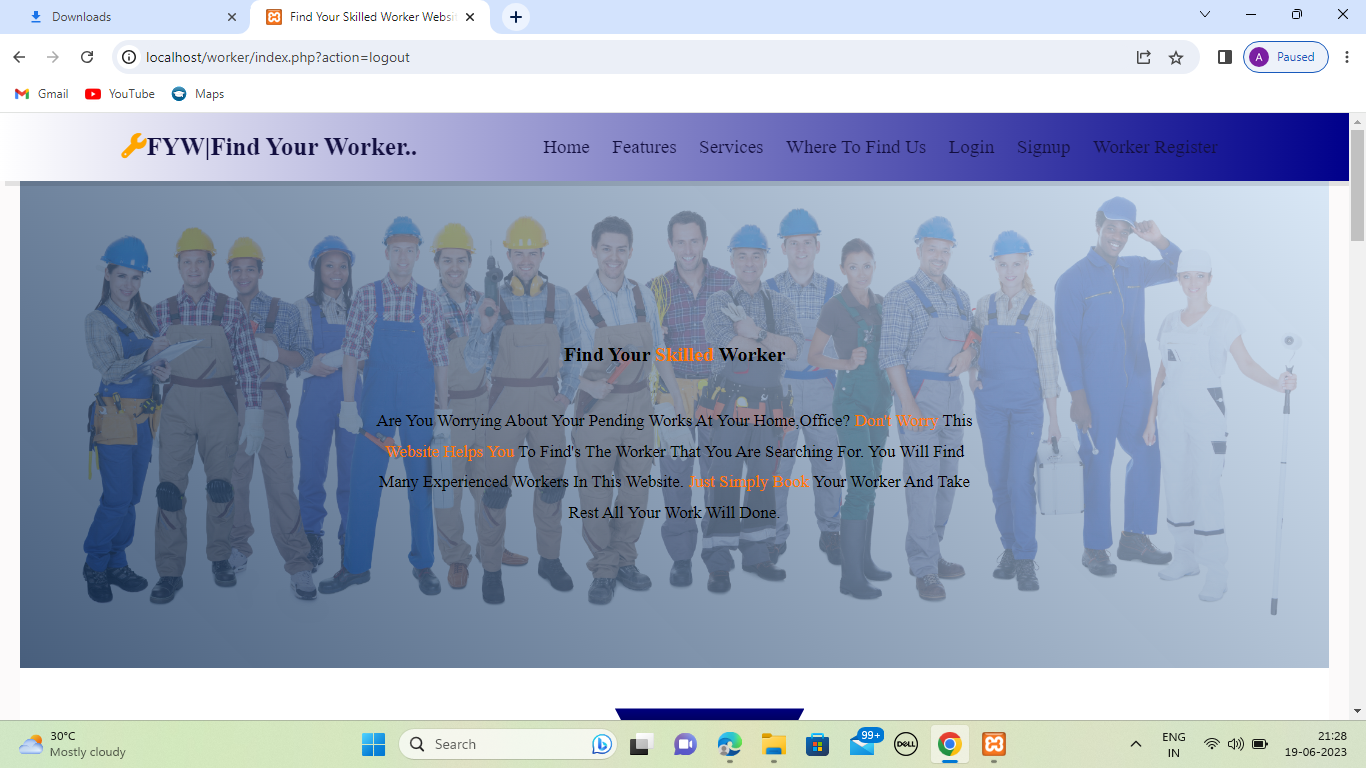 Downloads
Find Your Skilled Worker Websi
localhost/worker/index.php?action=logout
A Paused
Gmail YouTube Maps
FYW|Find Your Worker.. Home Features Services Where To Find Us Login Signup Worker Register
Find Your Skilled Worker
Are You Worrying About Your Pending Works At Your Home,Office? Don't Worry This
Website Helps You To Find's The Worker That You Are Searching For. You Will Find
Many Experienced Workers In This Website. Just Simply Book Your Worker And Take
Rest All Your Work Will Done.
30°C
Mostly cloudy
Search
99+
DELL
ENG
IN
21:28
19-06-2023